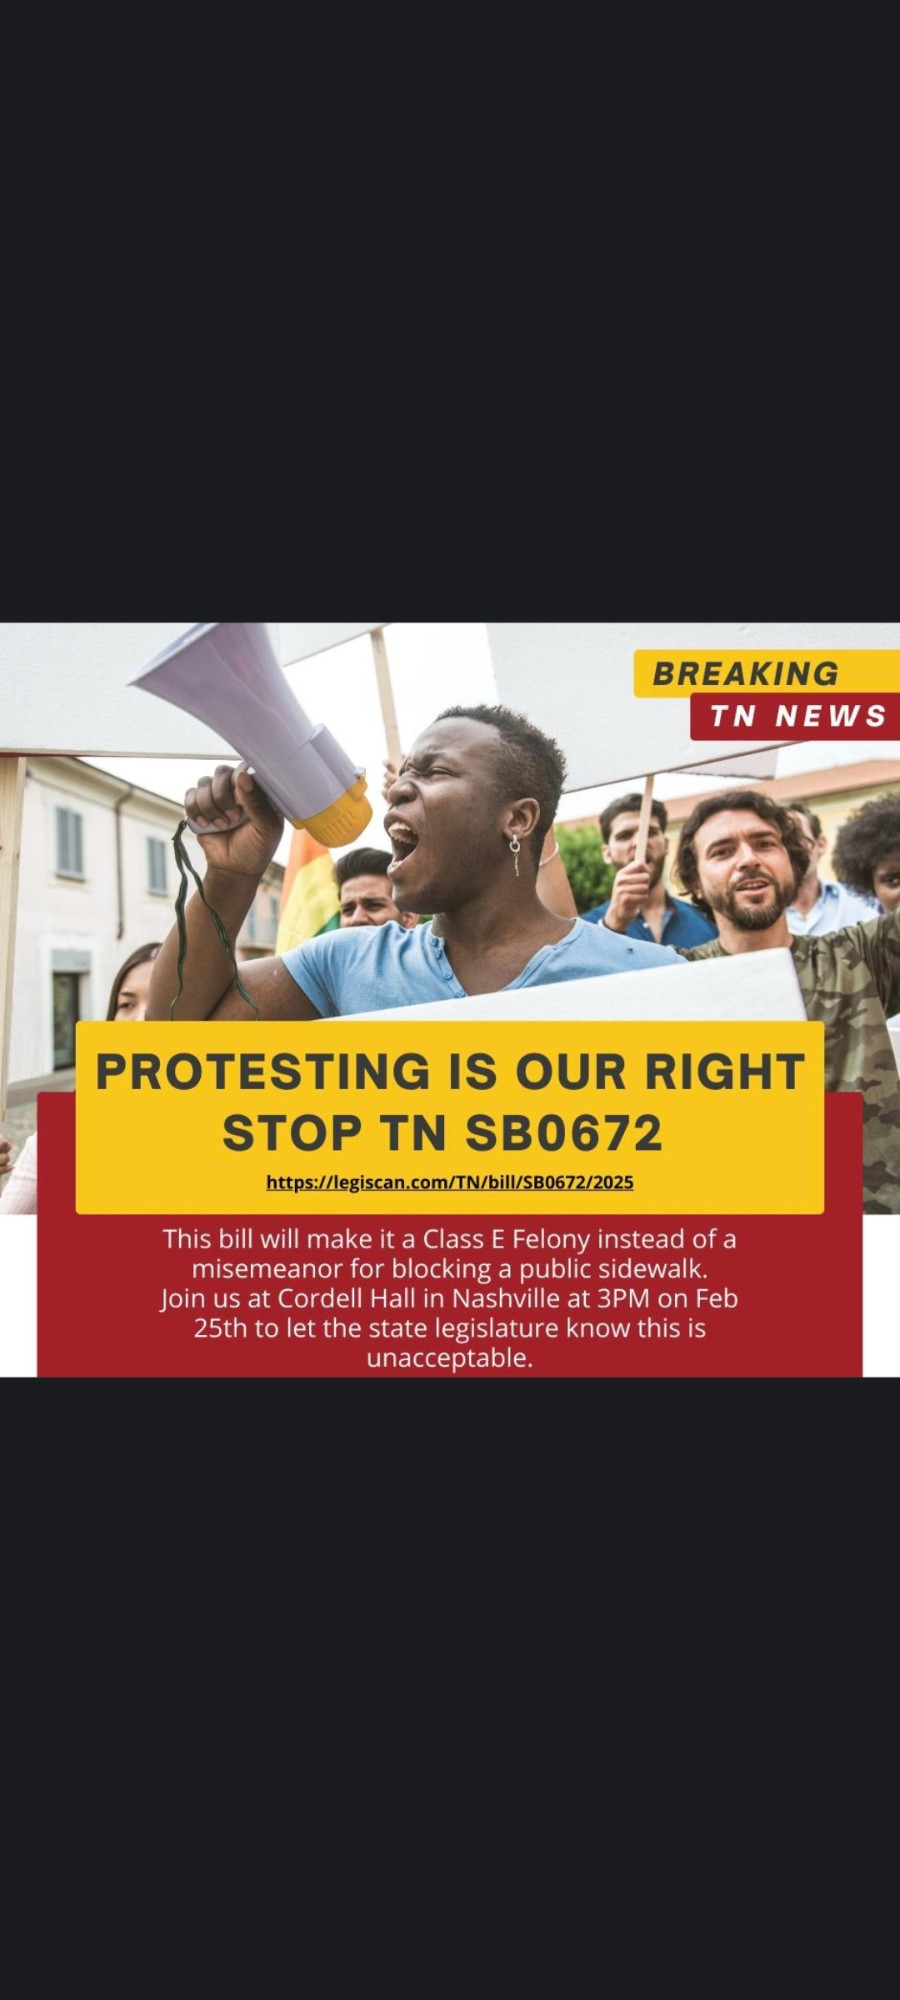 BREAKING
TN NEWS
PROTESTING IS OUR RIGHT
STOP TN SB0672
https://legiscan.com/TN/bill/SB0672/2025
This bill will make it a Class E Felony instead of a
misemeanor for blocking a public sidewalk.
Join us at Cordell Hall in Nashville at 3PM on Feb
25th to let the state legislature know this is
unacceptable.